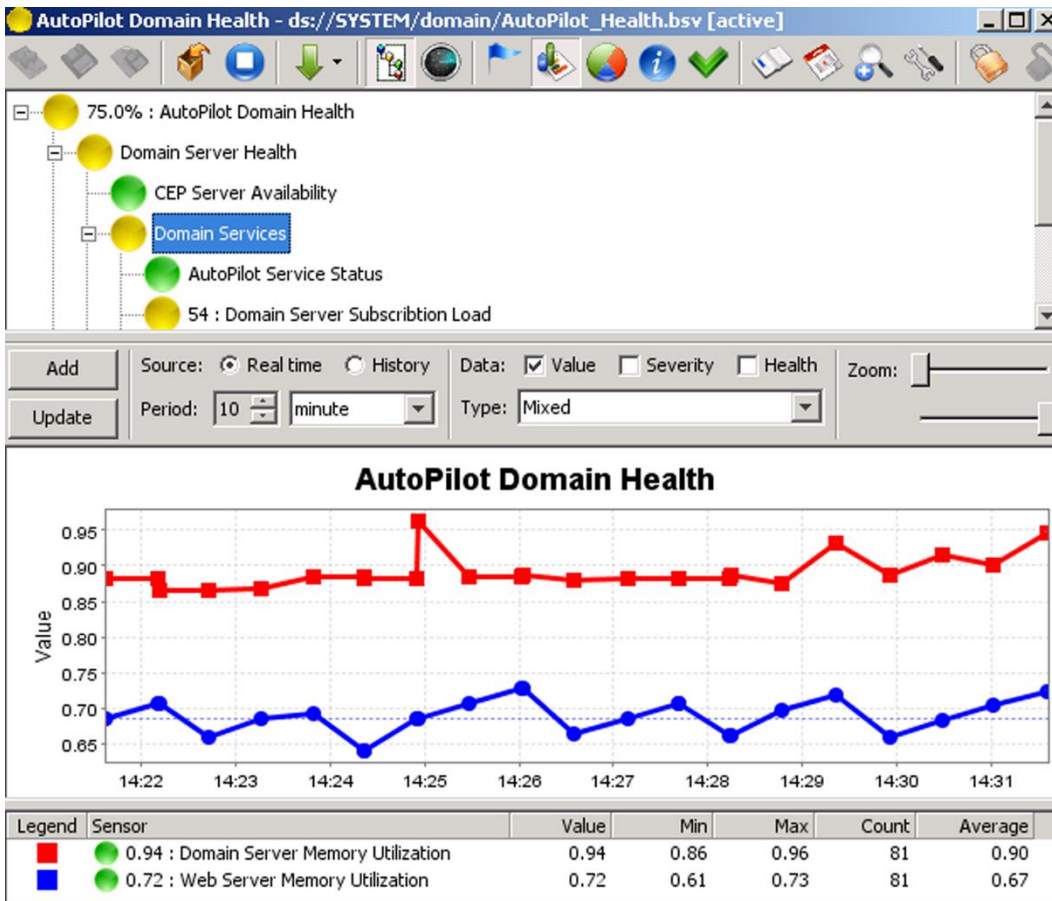 AutoPilot Domain Health - ds://SYSTEM/domain/AutoPilot_Health.bsv [active]
75.0% : AutoPilot Domain Health
Domain Server Health
CEP Server Availability
Domain Services
AutoPilot Service Status
54 : Domain Server Subscribtion Load
Add Source: Real time History Data: Value Severity Health Zoom:
Update Period: 10 minute Type: Mixed
AutoPilot Domain Health
Value
0.95
0.90
0.85
0.80
0.75
0.70
0.65
14:22 14:23 14:24 14:25 14:26 14:27 14:28 14:29 14:30 14:31
Legend Sensor Value Min Max Count Average
0.94 : Domain Server Memory Utilization 0.94 0.86 0.96 81 0.90
0.72 : Web Server Memory Utilization 0.72 0.61 0.73 81 0.67